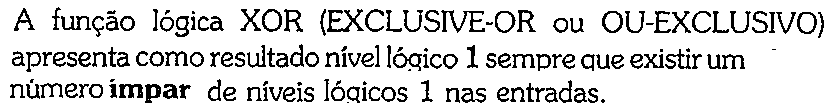 A função lógica XOR (EXCLUSIVE-OR ou OU-EXCLUSIVO)
apresenta como resultado nível lógico 1 sempre que existir um
número ímpar de níveis lógicos 1 nas entradas.